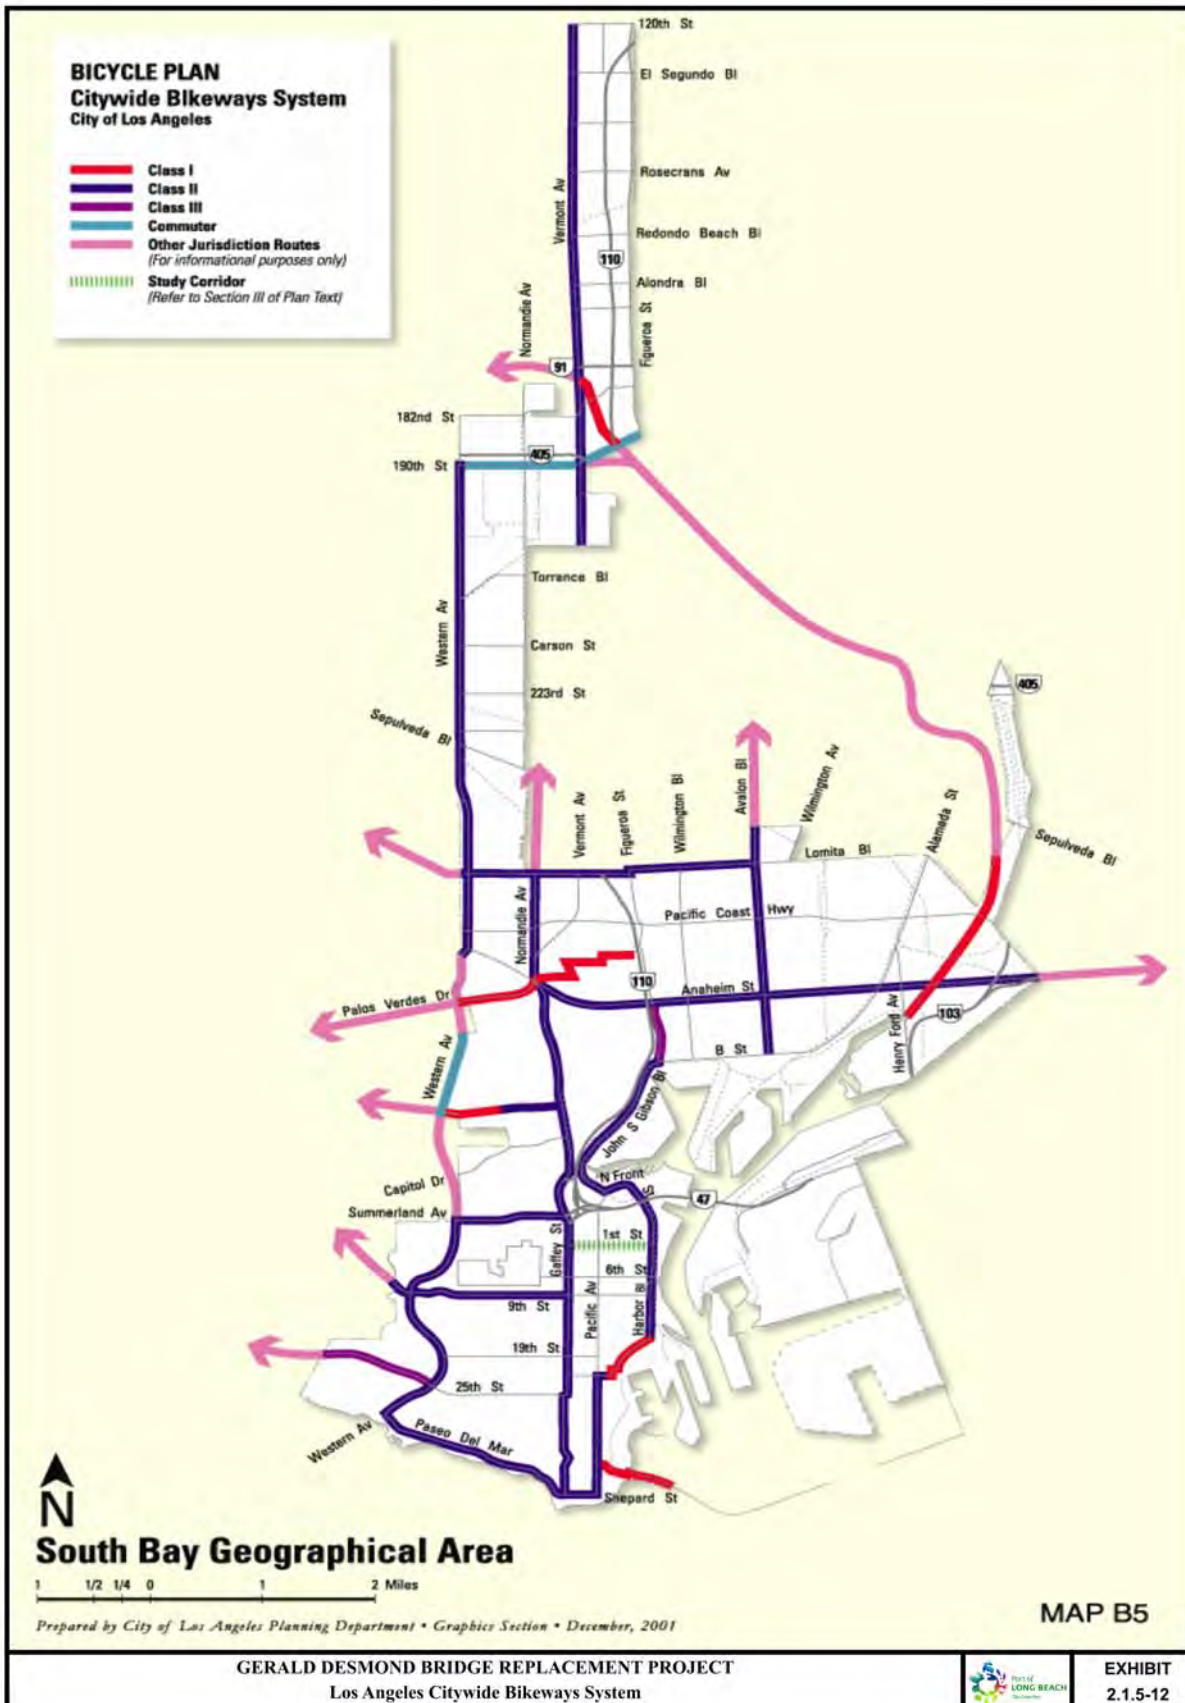 BICYCLE PLAN
Citywide BIkeways System
City of Los Angeles
Class I
Class II
Class III
Commuter
Other Jurisdiction Routes
(For informational purposes only)
Study Corridor
(Refer to Section III of Plan Text)
120th St
El Segundo Bl
Rosecrans Av
Vermont Av
Redondo Beach Bl
110
Alondra Bl
Normandie Av
Figueroa St
91
182nd St
405
190th St
Torrance Bl
Western Av
Carson St
223rd St
405
Sepulveda Bl
Vermont Av
Figueroa St
Wilmington Bl
Avalon Bl
Wilmington Av
Alameda St
Sepulveda Bl
Lomita Bl
Normandie Av
Pacific Coast Hwy
110
Anaheim St
Palos Verdes Dr
Henry Ford Av
103
Western Av
B St
John S Gibson Bl
Capitol Dr
N Front St
47
Summerland Av
Gaffey St
1st St
6th St
Pacific Av
Harbor Bl
9th St
19th St
25th St
Western Av
Paseo Del Mar
Shepard St
N
South Bay Geographical Area
1 1/2 1/4 0 1 2 Miles
Prepared by City of Los Angeles Planning Department • Graphics Section • December, 2001
MAP B5
GERALD DESMOND BRIDGE REPLACEMENT PROJECT
Los Angeles Citywide Bikeways System
Port of
LONG BEACH
EXHIBIT
2.1.5-12